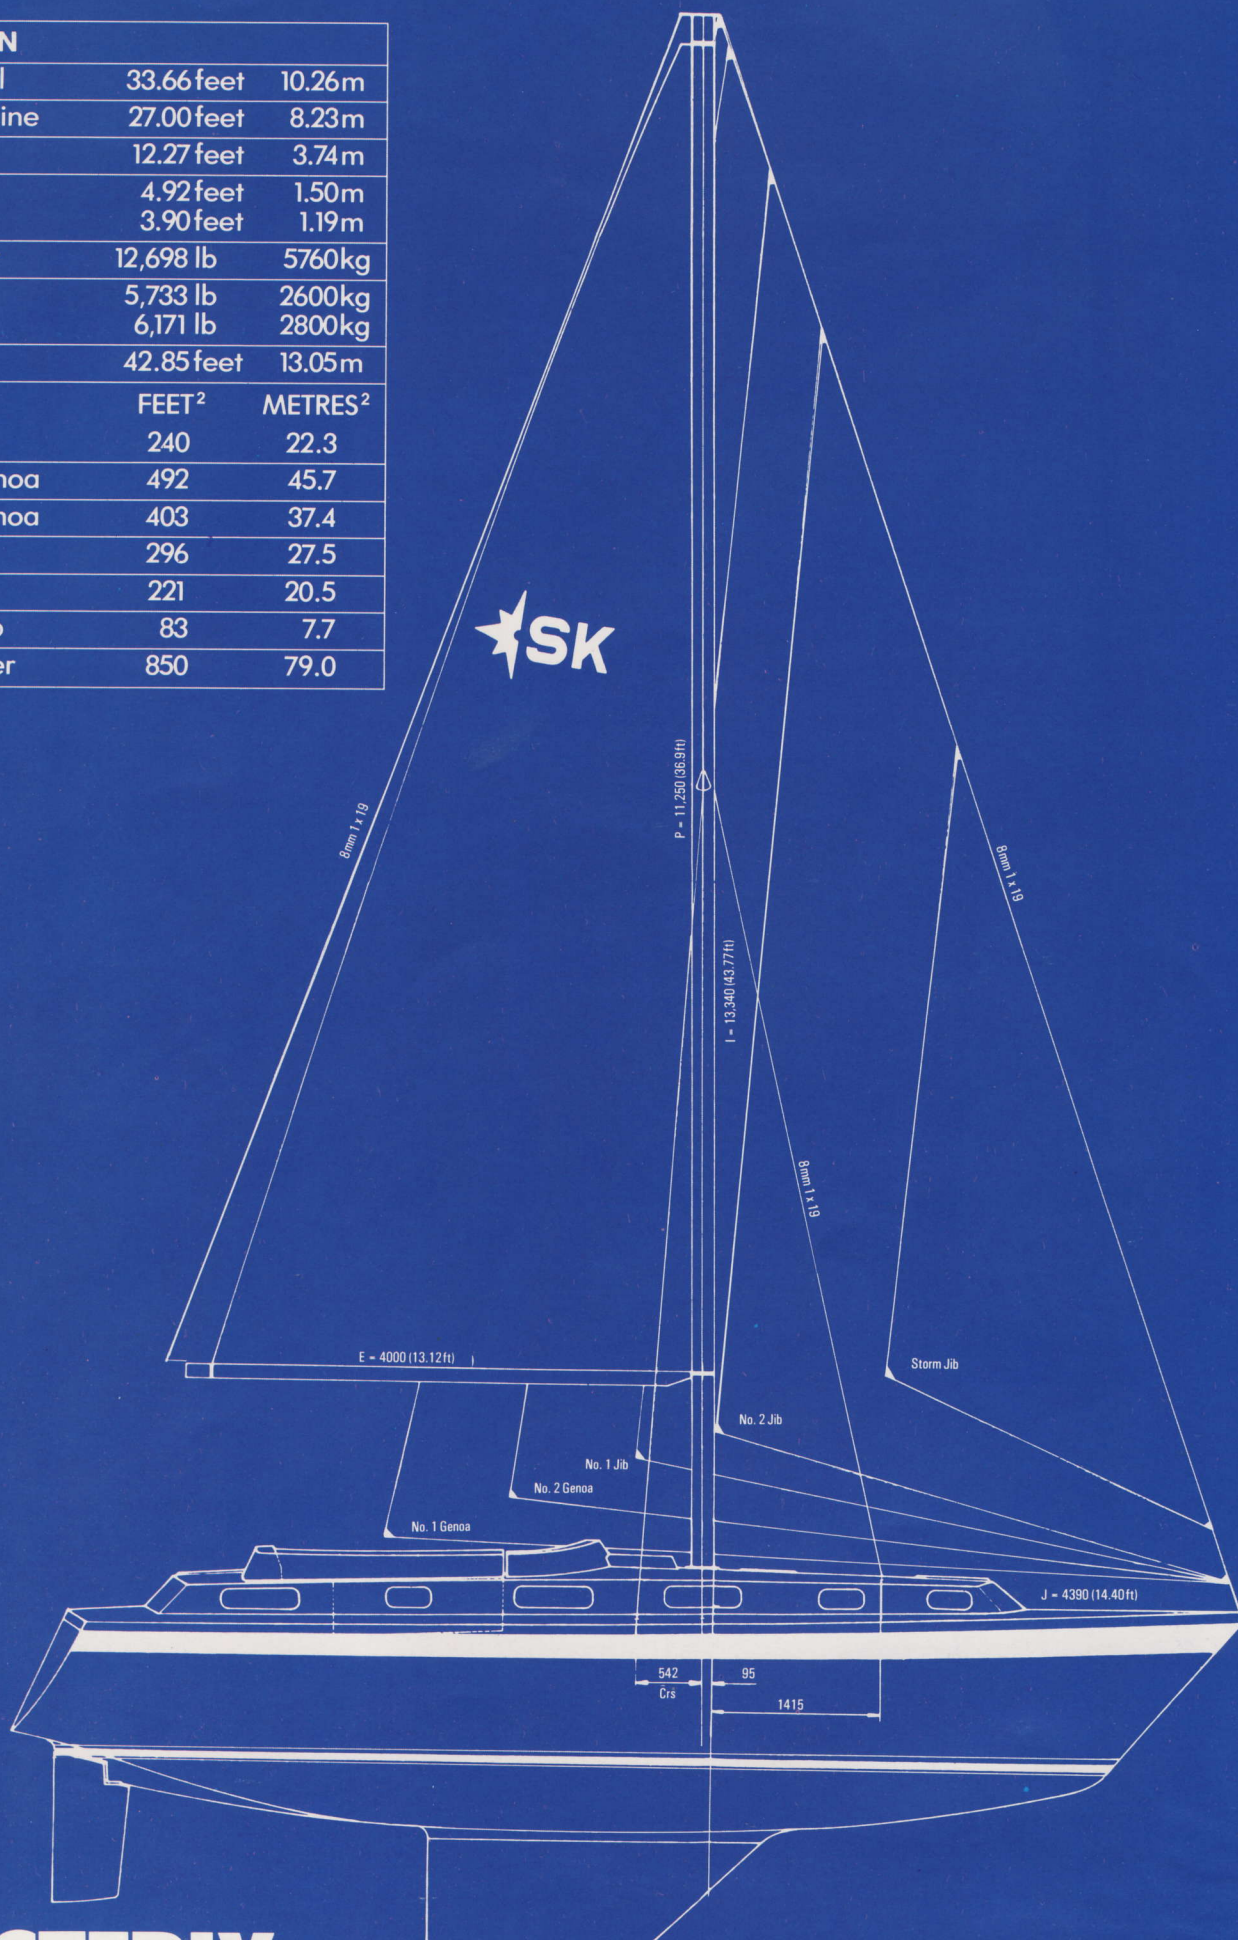 N
l 33.66 feet 10.26m
ine 27.00 feet 8.23m
12.27 feet 3.74m
4.92 feet 1.50m
3.90 feet 1.19m
12,698 lb 5760kg
5,733 lb 2600kg
6,171 lb 2800kg
42.85 feet 13.05m
FEET² METRES²
240 22.3
noa 492 45.7
noa 403 37.4
296 27.5
221 20.5
83 7.7
er 850 79.0
SK
P = 11,250 (36.9ft)
8mm 1 x 19
8mm 1 x 19
I = 13,340 (43.77ft)
8mm 1 x 19
E = 4000 (13.12ft) )
Storm Jib
No. 2 Jib
No. 1 Jib
No. 2 Genoa
No. 1 Genoa
J = 4390 (14.40ft)
542 95
Crs
1415